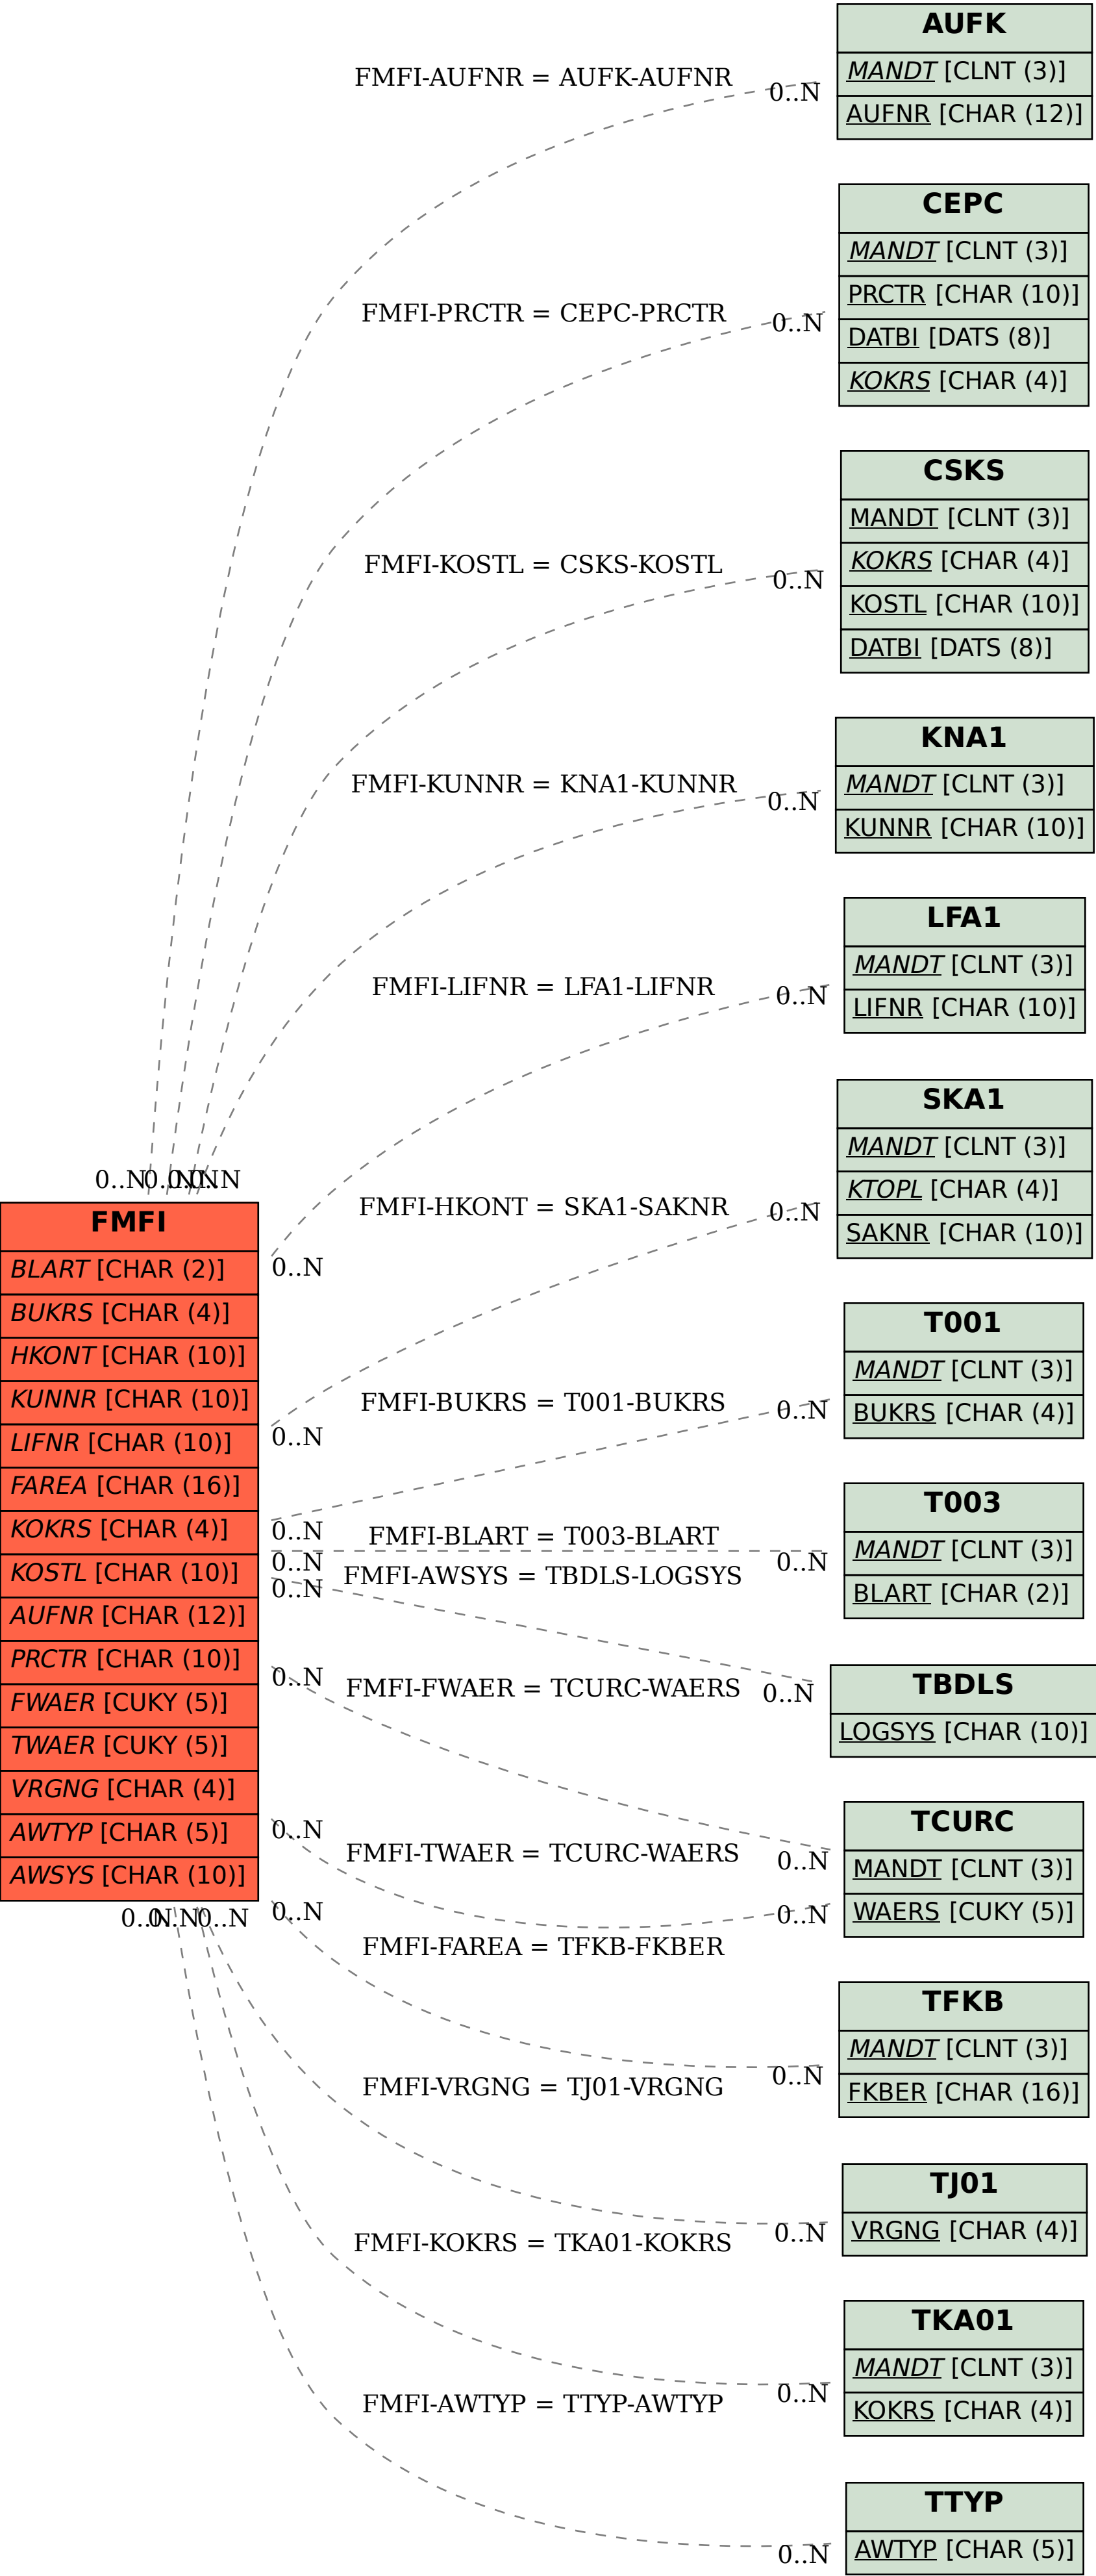 AUFK
MANDT [CLNT (3)]
AUFNR [CHAR (12)]
FMFI-AUFNR = AUFK-AUFNR
0..N
CEPC
MANDT [CLNT (3)]
PRCTR [CHAR (10)]
DATBI [DATS (8)]
KOKRS [CHAR (4)]
FMFI-PRCTR = CEPC-PRCTR
0..N
CSKS
MANDT [CLNT (3)]
KOKRS [CHAR (4)]
KOSTL [CHAR (10)]
DATBI [DATS (8)]
FMFI-KOSTL = CSKS-KOSTL
0..N
KNA1
MANDT [CLNT (3)]
KUNNR [CHAR (10)]
FMFI-KUNNR = KNA1-KUNNR
0..N
LFA1
MANDT [CLNT (3)]
LIFNR [CHAR (10)]
FMFI-LIFNR = LFA1-LIFNR
0..N
SKA1
MANDT [CLNT (3)]
KTOPL [CHAR (4)]
SAKNR [CHAR (10)]
FMFI-HKONT = SKA1-SAKNR
0..N
0..N
0..N
0..N
0..N
FMFI
BLART [CHAR (2)]
BUKRS [CHAR (4)]
HKONT [CHAR (10)]
KUNNR [CHAR (10)]
LIFNR [CHAR (10)]
FAREA [CHAR (16)]
KOKRS [CHAR (4)]
KOSTL [CHAR (10)]
AUFNR [CHAR (12)]
PRCTR [CHAR (10)]
FWAER [CUKY (5)]
TWAER [CUKY (5)]
VRGNG [CHAR (4)]
AWTYP [CHAR (5)]
AWSYS [CHAR (10)]
0..N
0..N
0..N
0..N
0..N
0..N
0..N
0..N
0..N
0..N
0..N
T001
MANDT [CLNT (3)]
BUKRS [CHAR (4)]
FMFI-BUKRS = T001-BUKRS
0..N
T003
MANDT [CLNT (3)]
BLART [CHAR (2)]
FMFI-BLART = T003-BLART
0..N
FMFI-AWSYS = TBDLS-LOGSYS
TBDLS
LOGSYS [CHAR (10)]
0..N
FMFI-FWAER = TCURC-WAERS
TCURC
MANDT [CLNT (3)]
WAERS [CUKY (5)]
0..N
FMFI-TWAER = TCURC-WAERS
0..N
FMFI-FAREA = TFKB-FKBER
TFKB
MANDT [CLNT (3)]
FKBER [CHAR (16)]
0..N
FMFI-VRGNG = TJ01-VRGNG
TJ01
VRGNG [CHAR (4)]
0..N
FMFI-KOKRS = TKA01-KOKRS
TKA01
MANDT [CLNT (3)]
KOKRS [CHAR (4)]
0..N
FMFI-AWTYP = TTYP-AWTYP
TTYP
AWTYP [CHAR (5)]
0..N